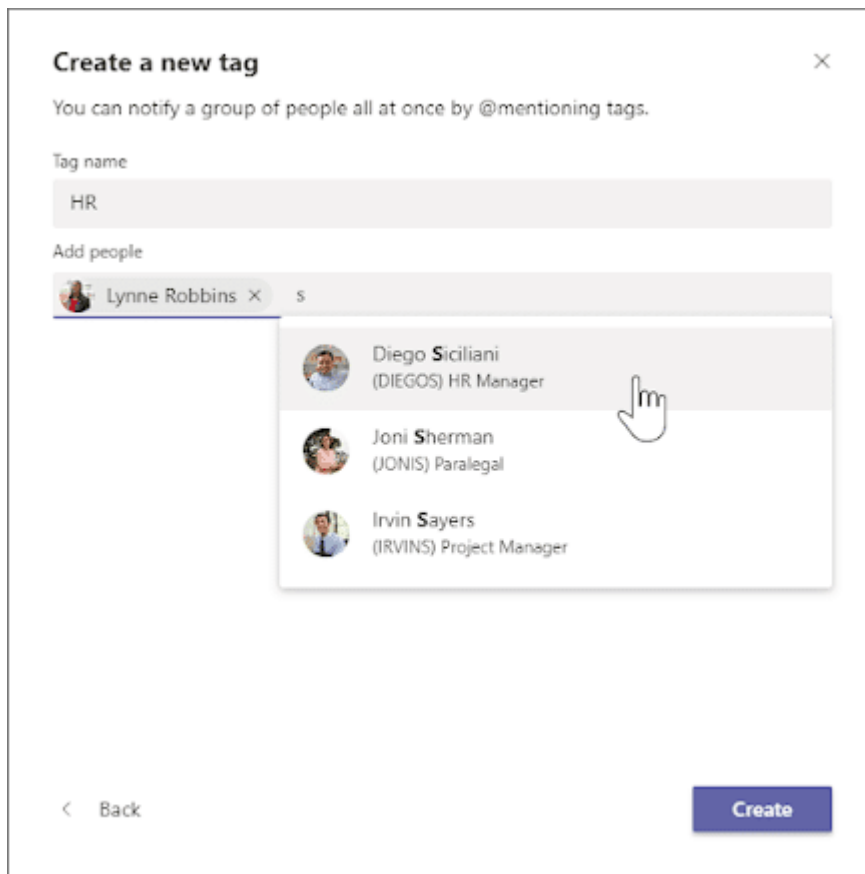 Create a new tag
You can notify a group of people all at once by @mentioning tags.
Tag name
HR
Add people
Lynne Robbins s
Diego Siciliani
(DIEGOS) HR Manager
Joni Sherman
(JONIS) Paralegal
Irvin Sayers
(IRVINS) Project Manager
Back
Create